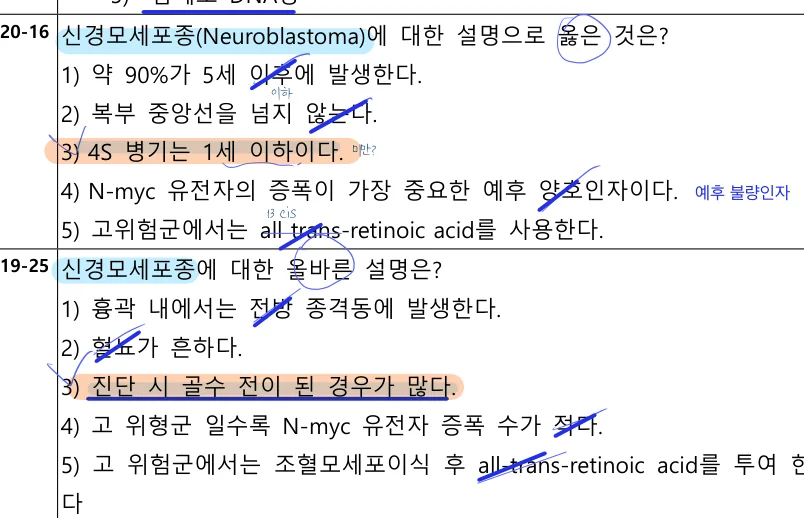 20-16 신경모세포종(Neuroblastoma)에 대한 설명으로 옳은 것은?
1) 약 90%가 5세 이후에 발생한다.
이하
2) 복부 중앙선을 넘지 않는다.
3) 4S 병기는 1세 이하이다. 미만?
4) N-myc 유전자의 증폭이 가장 중요한 예후 양호인자이다. 예후 불량인자
13 cis
5) 고위험군에서는 all trans-retinoic acid를 사용한다.
19-25 신경모세포종에 대한 올바른 설명은?
1) 흉곽 내에서는 전방 종격동에 발생한다.
2) 혈뇨가 흔하다.
3) 진단 시 골수 전이 된 경우가 많다.
4) 고 위형군 일수록 N-myc 유전자 증폭 수가 적다.
5) 고 위험군에서는 조혈모세포이식 후 all-trans-retinoic acid를 투여 한
다